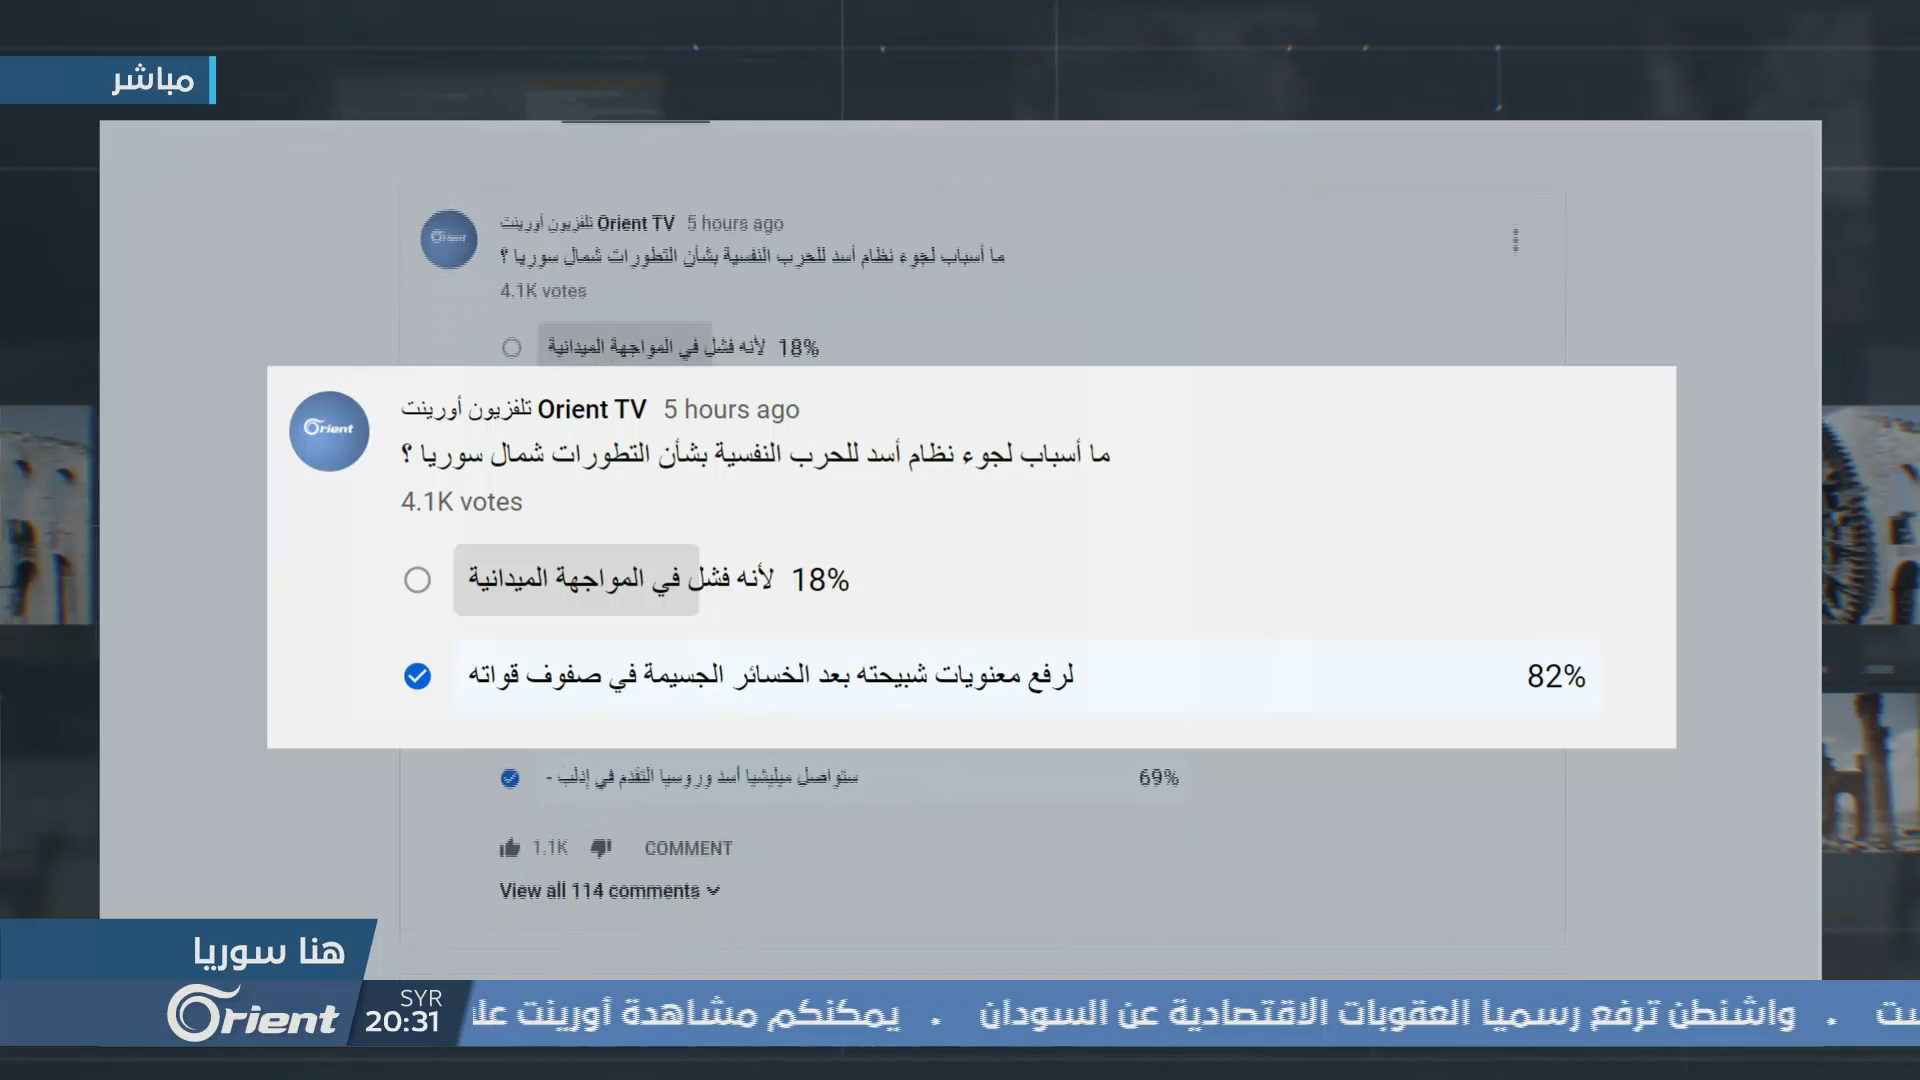 مباشر
تلفزيون أورينت Orient TV 5 hours ago
ما أسباب لجوء نظام أسد للحرب النفسية بشأن التطورات شمال سوريا ؟
4.1K votes
لأنه فشل في المواجهة الميدانية 18%
Orient
تلفزيون أورينت Orient TV 5 hours ago
ما أسباب لجوء نظام أسد للحرب النفسية بشأن التطورات شمال سوريا ؟
4.1K votes
لأنه فشل في المواجهة الميدانية 18%
لرفع معنويات شبيحته بعد الخسائر الجسيمة في صفوف قواته 82%
ستواصل ميليشيا أسد وروسيا التقدم في إدلب - 69%
1.1K COMMENT
View all 114 comments
هنا سوريا
Orient
SYR
20:31
واشنطن ترفع رسميا العقوبات الاقتصادية عن السودان . يمكنكم مشاهدة أورينت